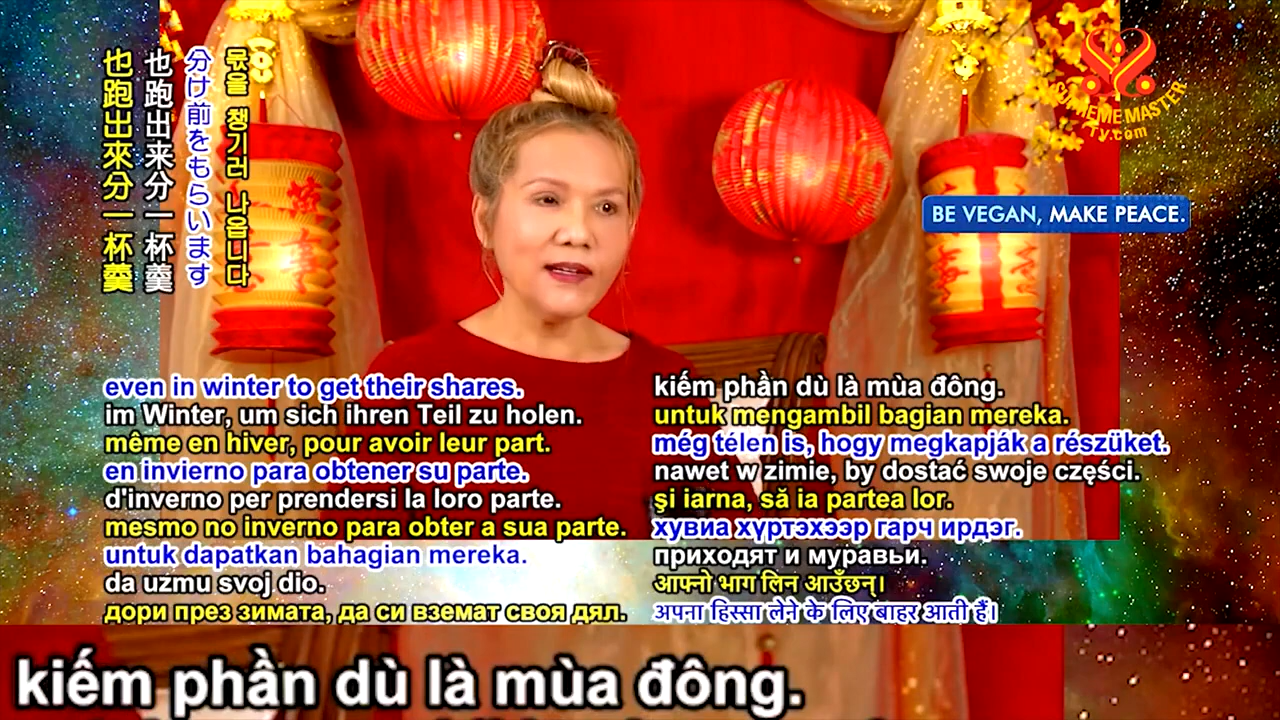 也跑出來分一杯羹
也跑出来分一杯羹
分け前をもらいます
몫을 챙기러 나옵니다
SUPREME MASTER
TV.com
BE VEGAN, MAKE PEACE.
even in winter to get their shares.
im Winter, um sich ihren Teil zu holen.
même en hiver, pour avoir leur part.
en invierno para obtener su parte.
d'inverno per prendersi la loro parte.
mesmo no inverno para obter a sua parte.
untuk dapatkan bahagian mereka.
da uzmu svoj dio.
дори през зимата, да си вземат своя дял.
kiếm phần dù là mùa đông.
untuk mengambil bagian mereka.
még télen is, hogy megkapják a részüket.
nawet w zimie, by dostać swoje części.
şi iarna, să ia partea lor.
хувиа хүртэхээр гарч ирдэг.
приходят и муравьи.
आफ्नो भाग लिन आउँछन्।
अपना हिस्सा लेने के लिए बाहर आती हैं।
kiếm phần dù là mùa đông.